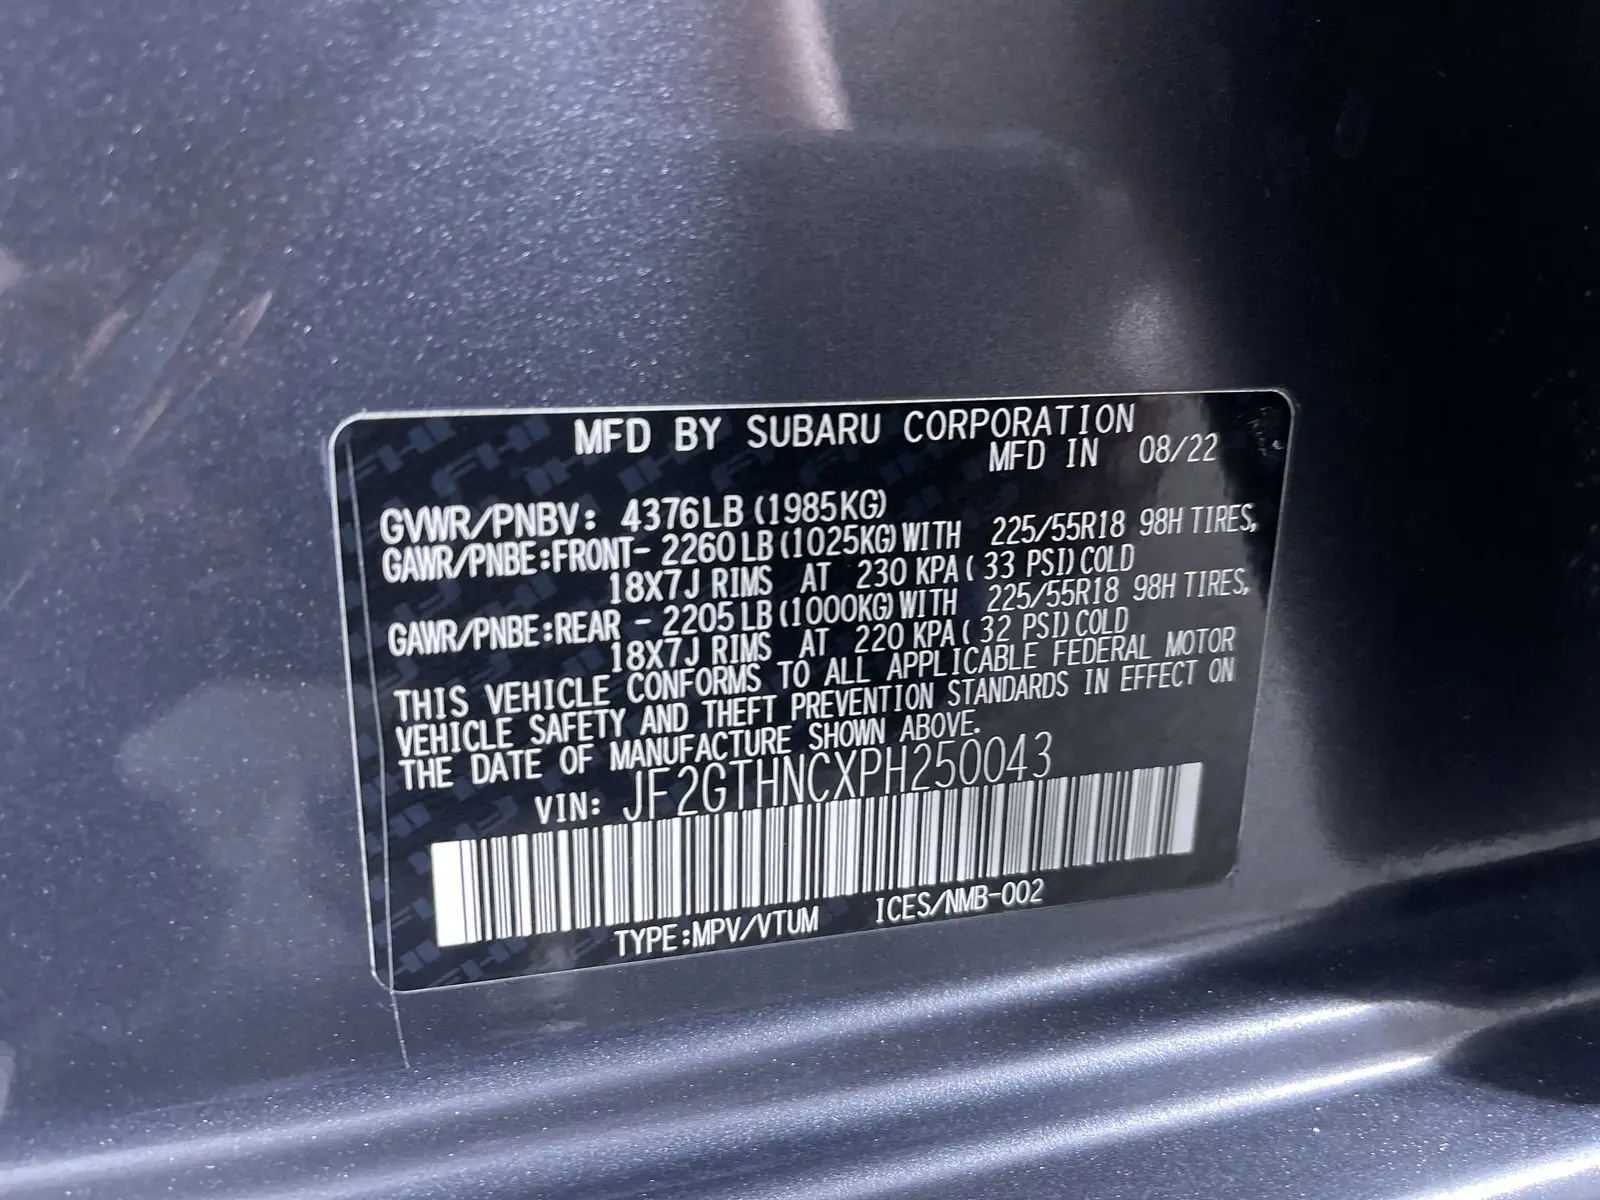 MFD BY SUBARU CORPORATION
MFD IN 08/22
GVWR/PNBV: 4376LB (1985KG)
GAWR/PNBE:FRONT- 2260 LB (1025KG) WITH 225/55R18 98H TIRES,
18X7J RIMS AT 230 KPA ( 33 PSI) COLD
GAWR/PNBE:REAR - 2205 LB (1000KG) WITH 225/55R18 98H TIRES,
18X7J RIMS AT 220 KPA ( 32 PSI) COLD
THIS VEHICLE CONFORMS TO ALL APPLICABLE FEDERAL MOTOR
VEHICLE SAFETY AND THEFT PREVENTION STANDARDS IN EFFECT ON
THE DATE OF MANUFACTURE SHOWN ABOVE.
VIN: JF2GTHNCXPH250043
TYPE:MPV/VTUM ICES/NMB-002